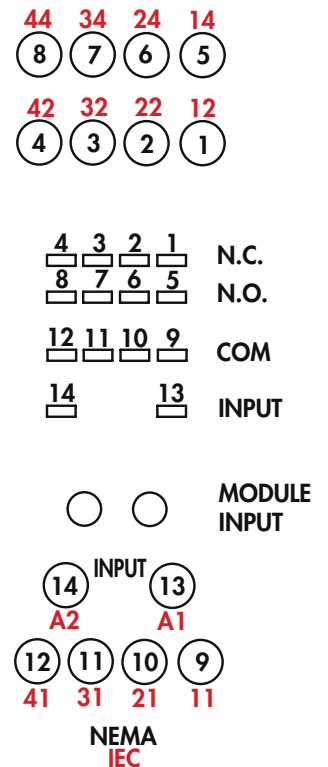 44 34 24 14
8 7 6 5
42 32 22 12
4 3 2 1
4 3 2 1 N.C.
8 7 6 5 N.O.
12 11 10 9 COM
14 13 INPUT
MODULE
INPUT
14 INPUT 13
A2 A1
12 11 10 9
41 31 21 11
NEMA
IEC